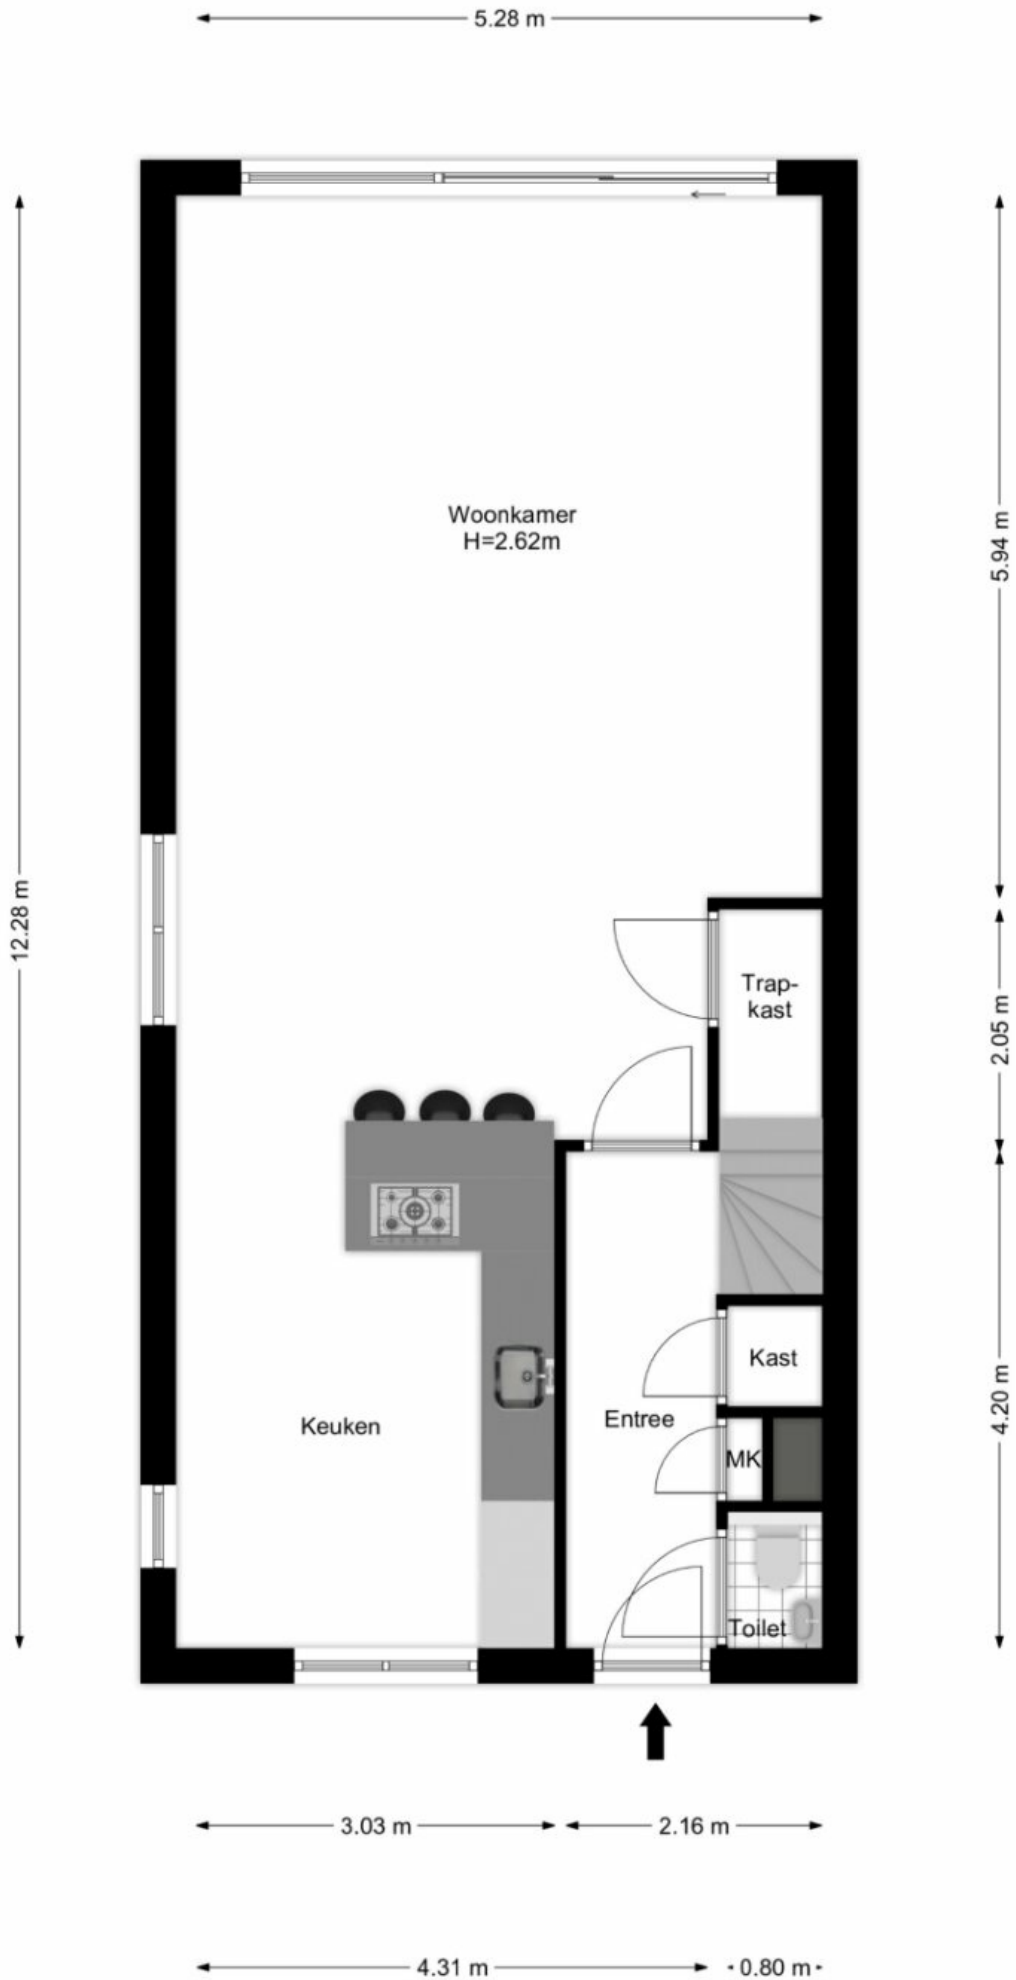 5.28 m
Woonkamer
H=2.62m
5.94 m
12.28 m
Trap-
kast
2.05 m
Kast
4.20 m
Entree
Keuken
MK
Toilet
3.03 m
2.16 m
4.31 m
0.80 m